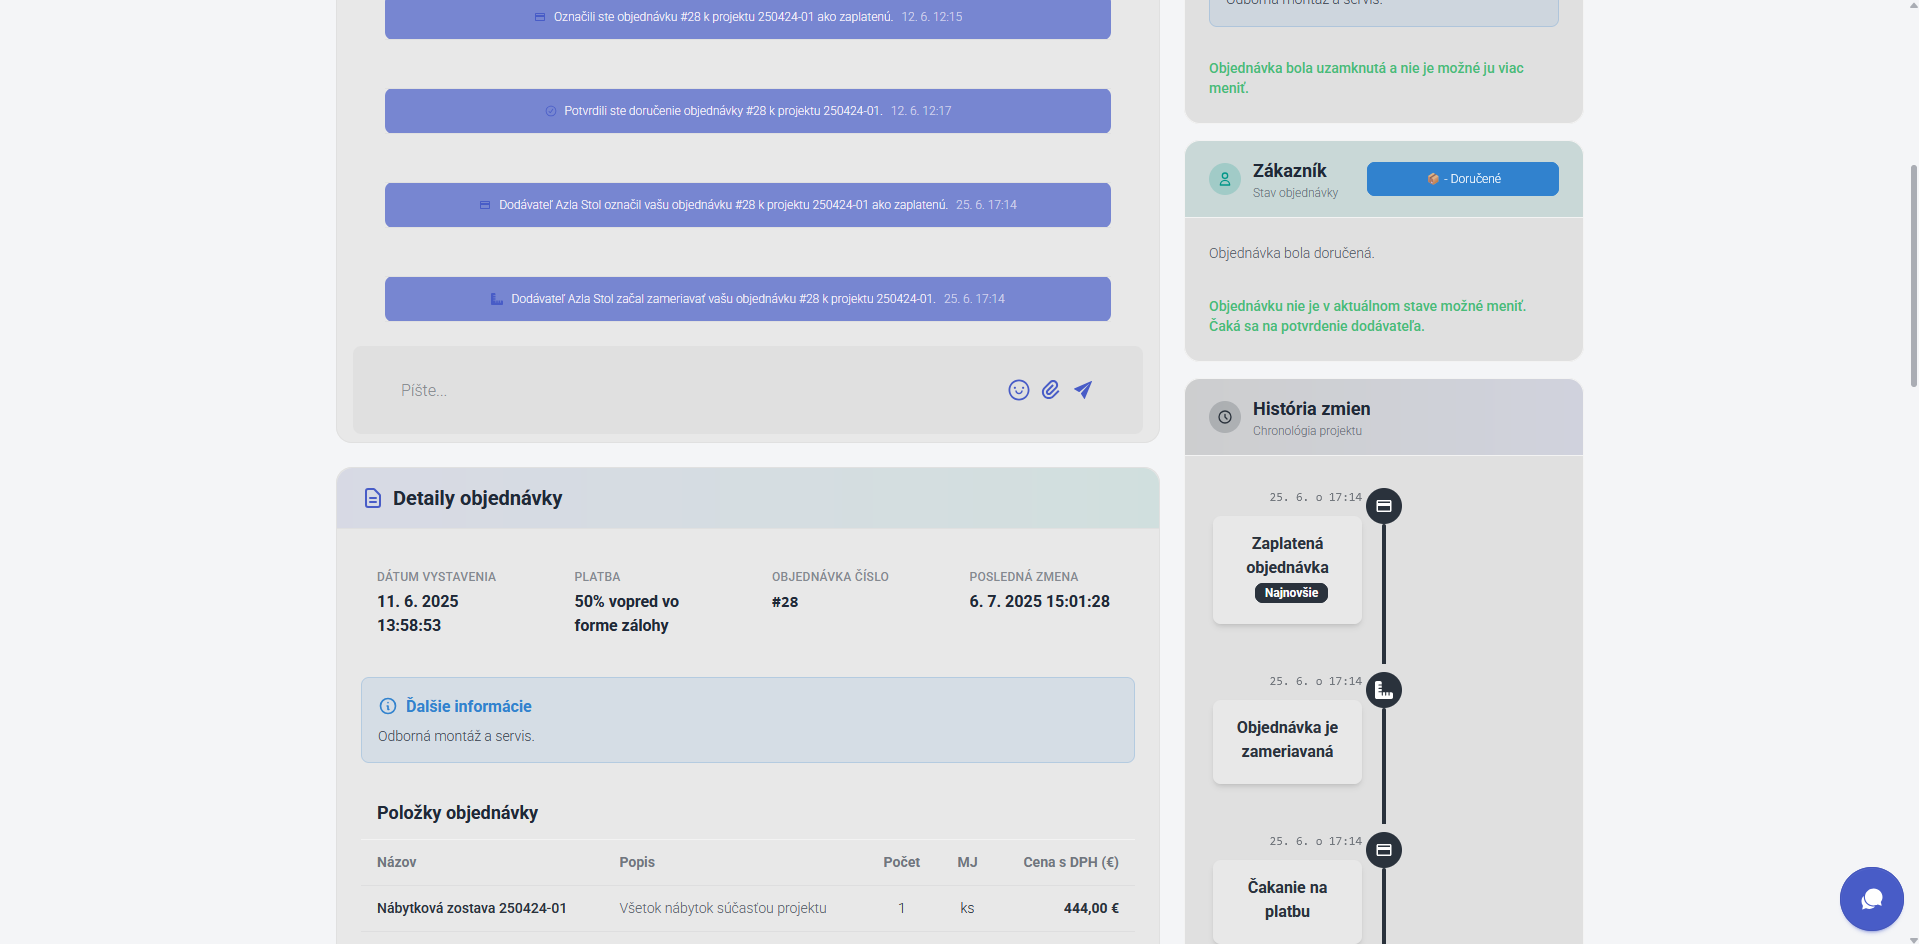 Označili ste objednávku #28 k projektu 250424-01 ako zaplatenú. 12. 6. 12:15
Potvrdili ste doručenie objednávky #28 k projektu 250424-01. 12. 6. 12:17
Dodávateľ Azla Stol označil vašu objednávku #28 k projektu 250424-01 ako zaplatenú. 25. 6. 17:14
Dodávateľ Azla Stol začal zameriavať vašu objednávku #28 k projektu 250424-01. 25. 6. 17:14
Píšte...
Detaily objednávky
DÁTUM VYSTAVENIA
11. 6. 2025
13:58:53
PLATBA
50% vopred vo
forme zálohy
OBJEDNÁVKA ČÍSLO
#28
POSLEDNÁ ZMENA
6. 7. 2025 15:01:28
Ďalšie informácie
Odborná montáž a servis.
Položky objednávky
Názov Popis Počet MJ Cena s DPH (€)
Nábytková zostava 250424-01 Všetok nábytok súčasťou projektu 1 ks 444,00 €
Odborná montáž a servis.
Objednávka bola uzamknutá a nie je možné ju viac
meniť.
Zákazník
Stav objednávky
- Doručené
Objednávka bola doručená.
Objednávku nie je v aktuálnom stave možné meniť.
Čaká sa na potvrdenie dodávateľa.
História zmien
Chronológia projektu
25. 6. o 17:14
Zaplatená
objednávka
Najnovšie
25. 6. o 17:14
Objednávka je
zameriavaná
25. 6. o 17:14
Čakanie na
platbu